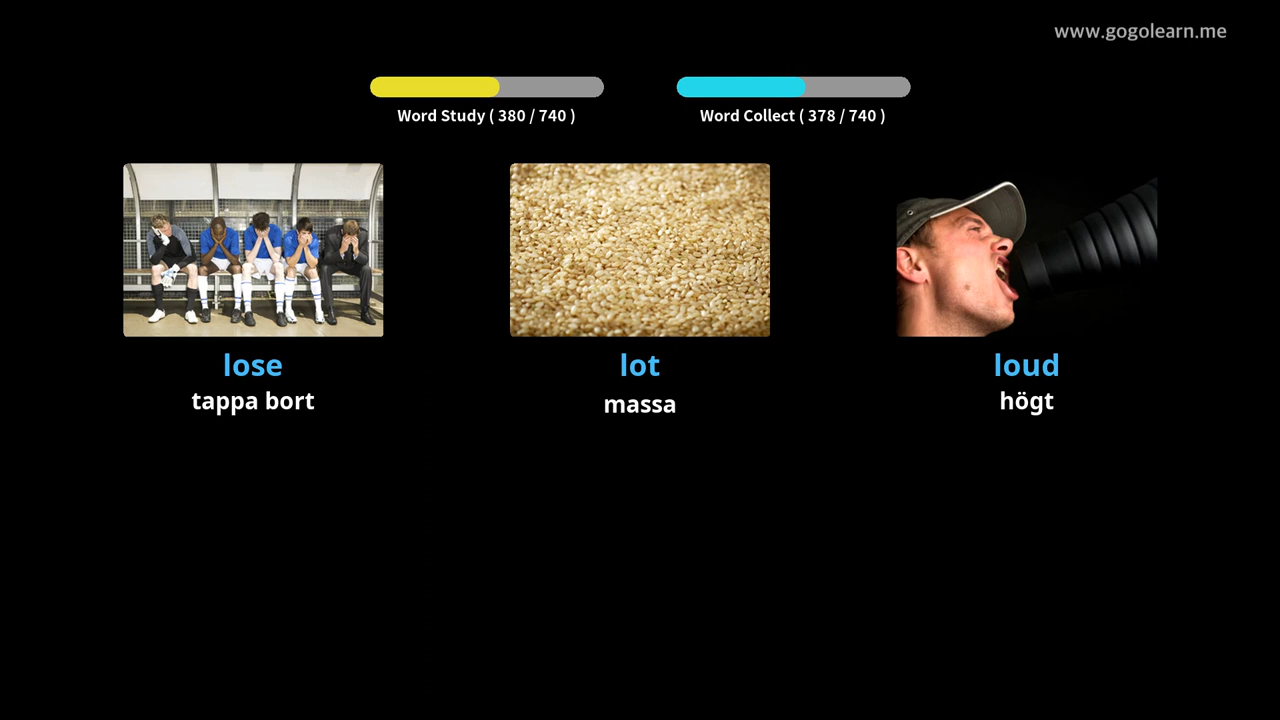 www.gogolearn.me
Word Study ( 380 / 740 )
Word Collect ( 378 / 740 )
lose
tappa bort
lot
massa
loud
högt